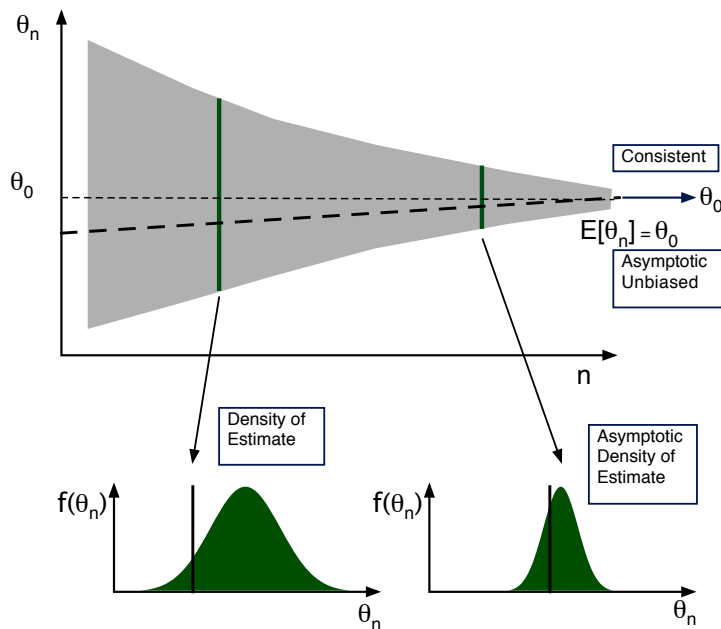 θn
Consistent
θ0
θ0
E[θn] = θ0
Asymptotic
Unbiased
n
Density of
Estimate
Asymptotic
Density of
Estimate
f(θn)
f(θn)
θn
θn